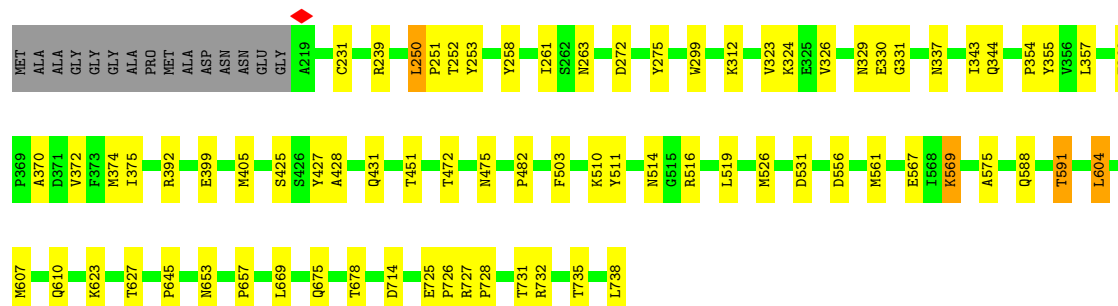 MET ALA ALA GLY GLY GLY ALA PRO MET ALA ASP ASN ASN GLU GLY A219 C231 R239 L250 P251 T252 Y253 Y258 I261 S262 N263 D272 Y275 W299 K312 V323 K324 E325 V326 N329 E330 G331 N337 I343 Q344 P354 Y355 V356 L357
P369 A370 D371 V372 F373 M374 I375 R392 E399 M405 S425 S426 Y427 A428 Q431 T451 T472 N475 P482 F503 K510 Y511 N514 G515 R516 L519 M526 D531 D556 M561 E567 I568 K569 A575 Q588 T591 L604
M607 Q610 K623 T627 P645 N653 P657 L669 Q675 T678 D714 E725 P726 R727 P728 T731 R732 T735 L738